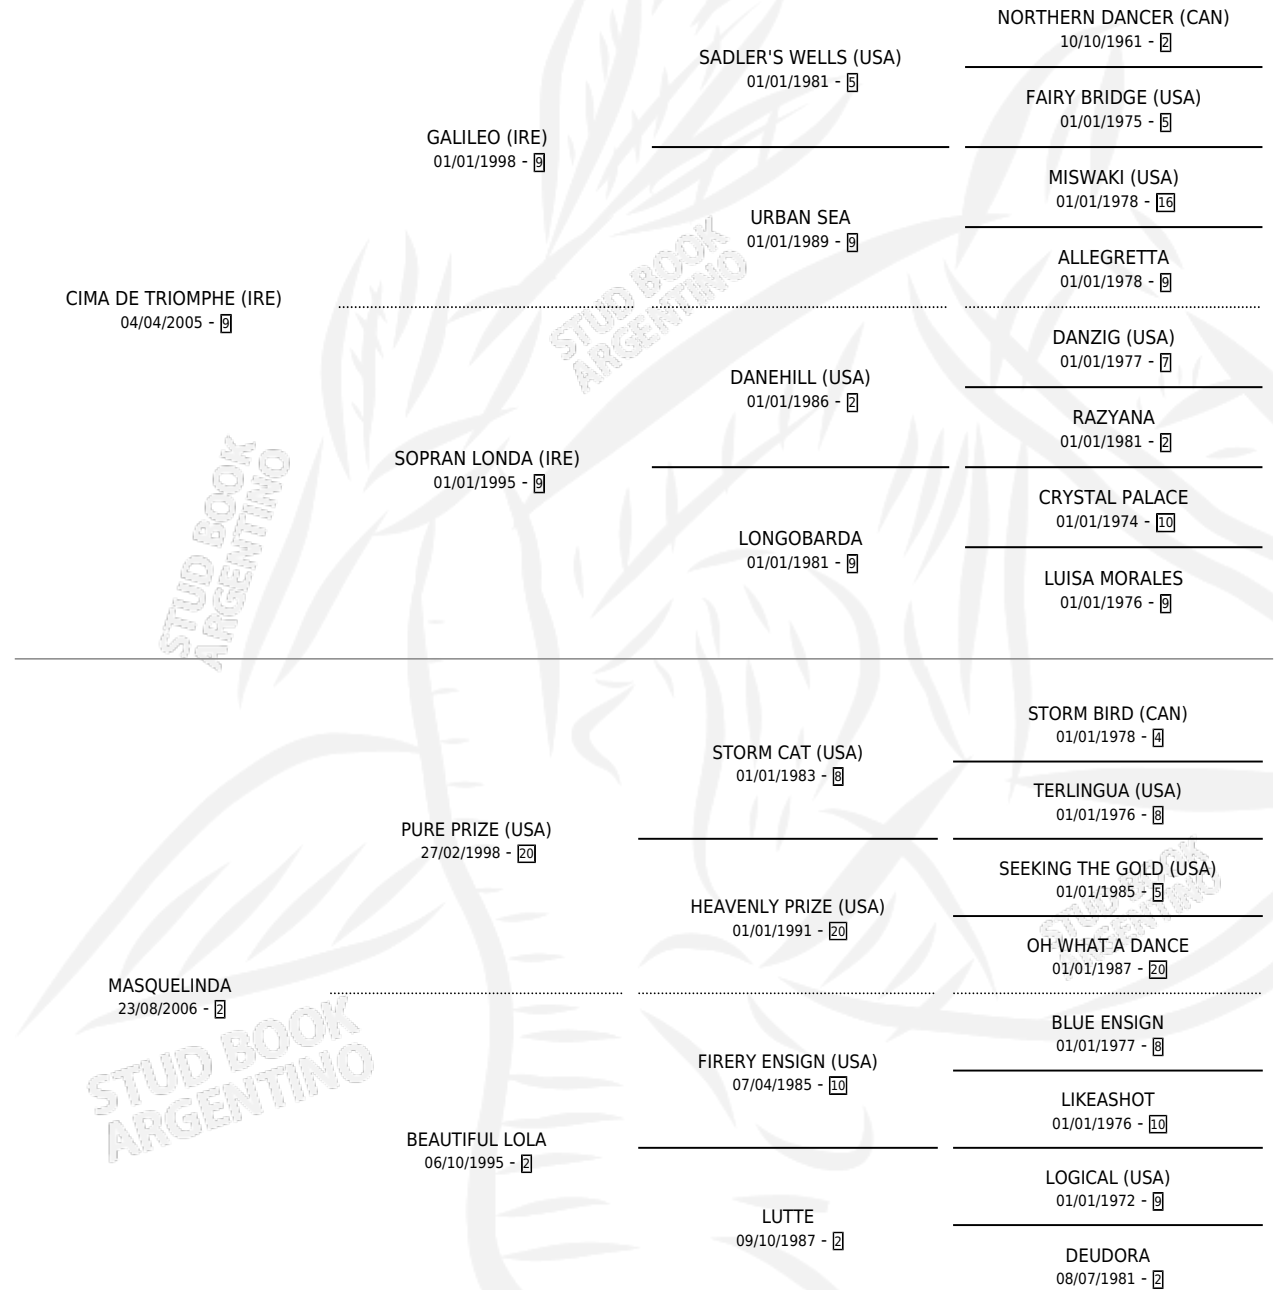 NORTHERN DANCER (CAN)
10/10/1961 - 2
SADLER'S WELLS (USA)
01/01/1981 - 5
FAIRY BRIDGE (USA)
01/01/1975 - 5
GALILEO (IRE)
01/01/1998 - 9
MISWAKI (USA)
01/01/1978 - 16
URBAN SEA
01/01/1989 - 9
ALLEGRETTA
01/01/1978 - 9
CIMA DE TRIOMPHE (IRE)
04/04/2005 - 9
DANZIG (USA)
01/01/1977 - 7
DANEHILL (USA)
01/01/1986 - 2
RAZYANA
01/01/1981 - 2
SOPRAN LONDA (IRE)
01/01/1995 - 9
CRYSTAL PALACE
01/01/1974 - 10
LONGOBARDA
01/01/1981 - 9
LUISA MORALES
01/01/1976 - 9
STUD BOOK
ARGENTINO
STUD BOOK
ARGENTINO
STORM BIRD (CAN)
01/01/1978 - 4
STORM CAT (USA)
01/01/1983 - 8
TERLINGUA (USA)
01/01/1976 - 8
PURE PRIZE (USA)
27/02/1998 - 20
SEEKING THE GOLD (USA)
01/01/1985 - 5
HEAVENLY PRIZE (USA)
01/01/1991 - 20
OH WHAT A DANCE
01/01/1987 - 20
STUD BOOK
ARGENTINO
MASQUELINDA
23/08/2006 - 2
BLUE ENSIGN
01/01/1977 - 8
FIRERY ENSIGN (USA)
07/04/1985 - 10
LIKEASHOT
01/01/1976 - 10
BEAUTIFUL LOLA
06/10/1995 - 2
LOGICAL (USA)
01/01/1972 - 9
LUTTE
09/10/1987 - 2
DEUDORA
08/07/1981 - 2
STUD BOOK
ARGENTINO